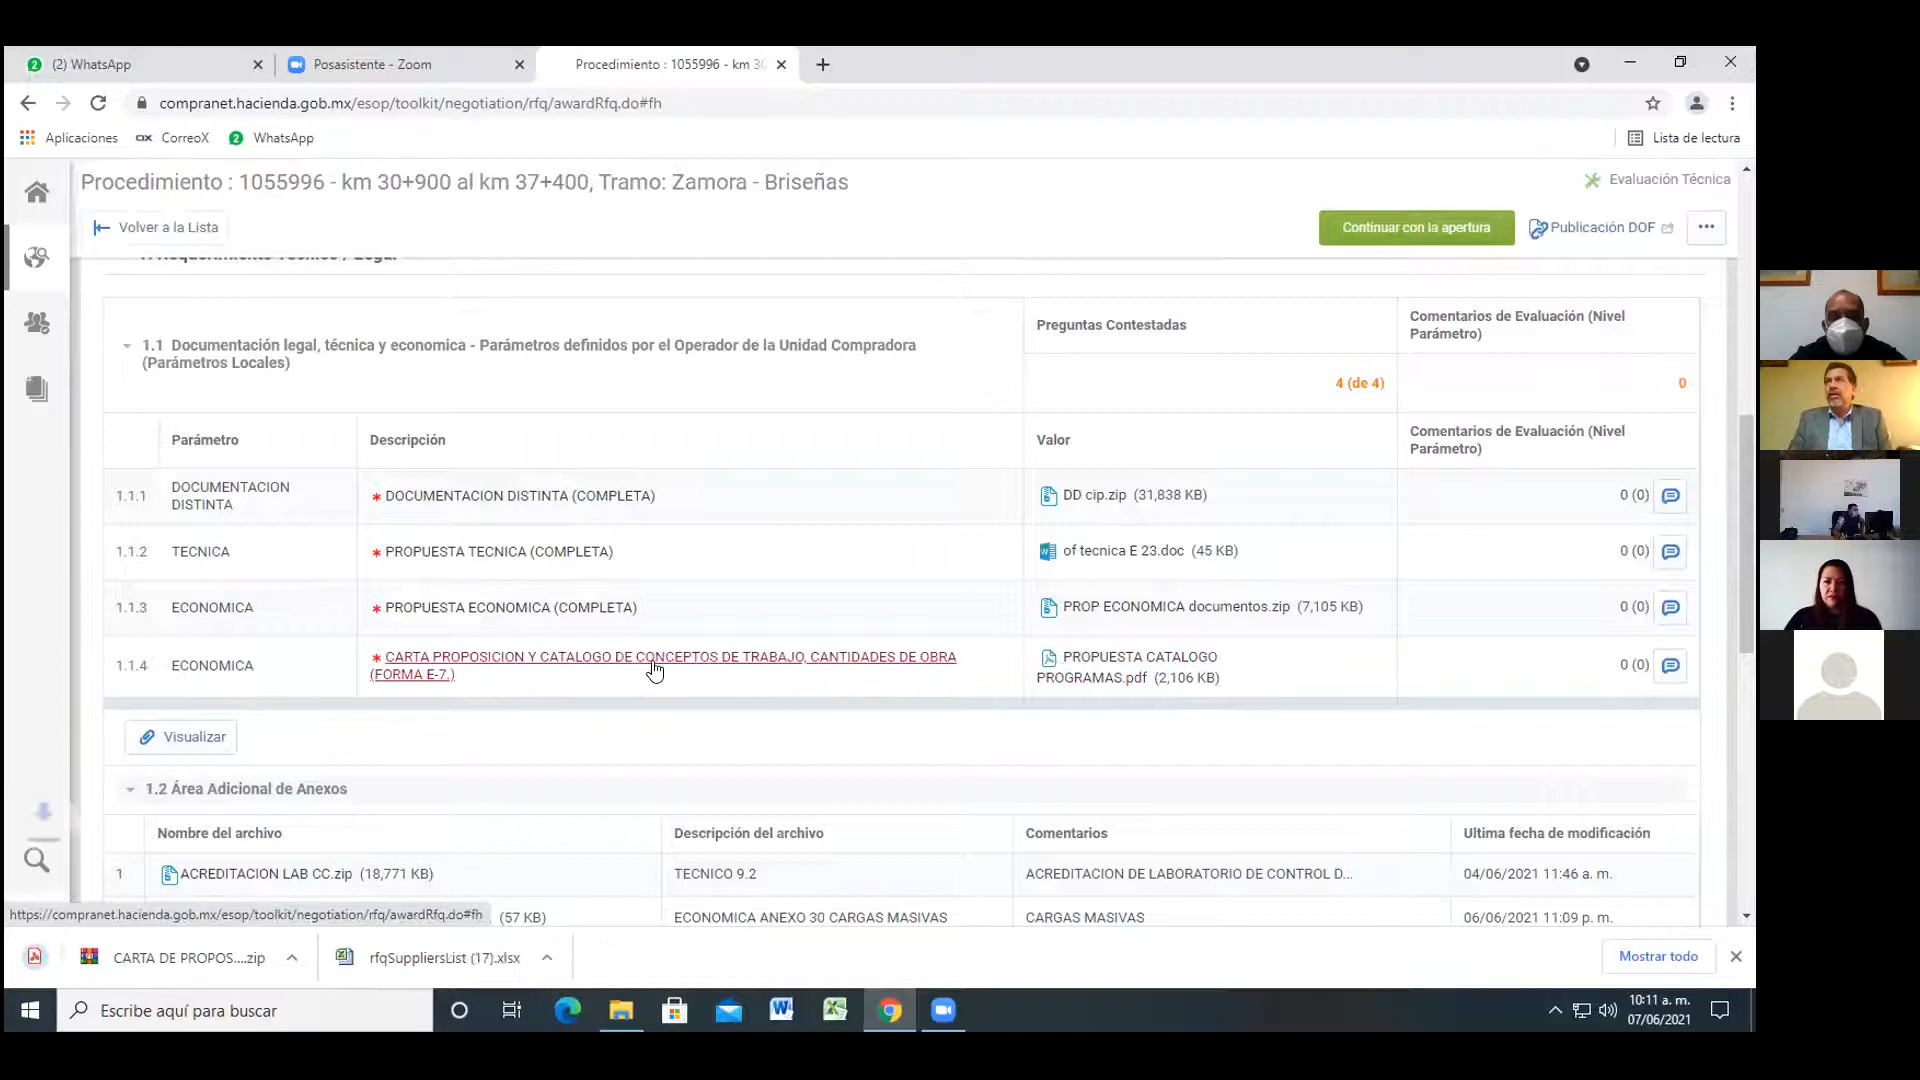 (2) WhatsApp
Posasistente - Zoom
Procedimiento : 1055996 - km 30
compranet.hacienda.gob.mx/esop/toolkit/negotiation/rfq/awardRfq.do#fh
Aplicaciones
CorreoX
WhatsApp
Lista de lectura
Procedimiento : 1055996 - km 30+900 al km 37+400, Tramo: Zamora - Briseñas
Evaluación Técnica
Volver a la Lista
Continuar con la apertura
Publicación DOF
1.1 Documentación legal, técnica y economica - Parámetros definidos por el Operador de la Unidad Compradora
(Parámetros Locales)
Preguntas Contestadas
Comentarios de Evaluación (Nivel
Parámetro)
4 (de 4)
0
Parámetro
Descripción
Valor
Comentarios de Evaluación (Nivel
Parámetro)
1.1.1
DOCUMENTACION
DISTINTA
* DOCUMENTACION DISTINTA (COMPLETA)
DD cip.zip (31,838 KB)
0 (0)
1.1.2
TECNICA
* PROPUESTA TECNICA (COMPLETA)
of tecnica E 23.doc (45 KB)
0 (0)
1.1.3
ECONOMICA
* PROPUESTA ECONOMICA (COMPLETA)
PROP ECONOMICA documentos.zip (7,105 KB)
0 (0)
1.1.4
ECONOMICA
* CARTA PROPOSICION Y CATALOGO DE CONCEPTOS DE TRABAJO, CANTIDADES DE OBRA
(FORMA E-7.)
PROPUESTA CATALOGO
PROGRAMAS.pdf (2,106 KB)
0 (0)
Visualizar
1.2 Área Adicional de Anexos
Nombre del archivo
Descripción del archivo
Comentarios
Ultima fecha de modificación
1
ACREDITACION LAB CC.zip (18,771 KB)
TECNICO 9.2
ACREDITACION DE LABORATORIO DE CONTROL D...
04/06/2021 11:46 a. m.
https://compranet.hacienda.gob.mx/esop/toolkit/negotiation/rfq/awardRfq.do#fh
(57 KB)
ECONOMICA ANEXO 30 CARGAS MASIVAS
CARGAS MASIVAS
06/06/2021 11:09 p. m.
CARTA DE PROPOS....zip
rfqSuppliersList (17).xlsx
Mostrar todo
Escribe aquí para buscar
10:11 a. m.
07/06/2021